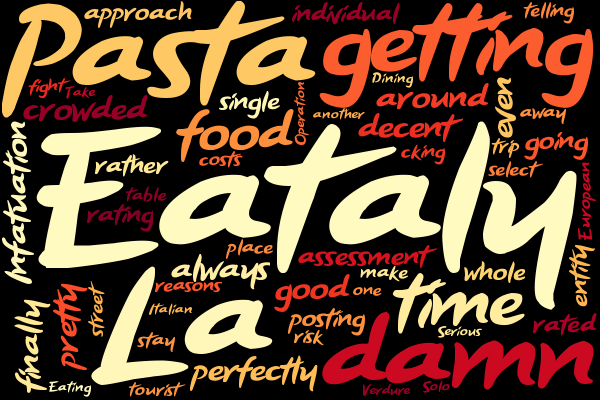 Pasta
approach
individual
getting
telling
fight
Take
crowded
single
Operation
Dining
another
around
even
away
food
costs
decent
cking
trip
going
select
European
Infatuation
Eataly
rather
table
rating
place
always
assessment
make
whole
entity
reasons
Italian
stay
La
good
one
time
Serious
posting
risk
damn
rated
finally
pretty
street
Eating
tourist
perfectly
Verdure
Solo